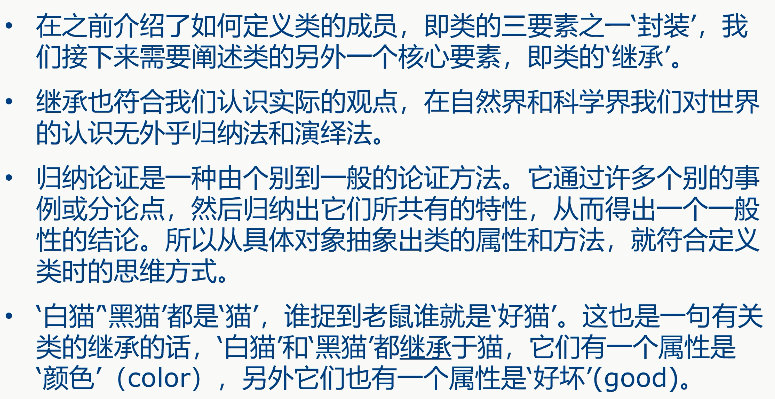 • 在之前介绍了如何定义类的成员，即类的三要素之一‘封装’，我
们接下来需要阐述类的另外一个核心要素，即类的‘继承’。
• 继承也符合我们认识实际的观点，在自然界和科学界我们对世界
的认识无外乎归纳法和演绎法。
• 归纳论证是一种由个别到一般的论证方法。它通过许多个别的事
例或分论点，然后归纳出它们所共有的特性，从而得出一个一般
性的结论。所以从具体对象抽象出类的属性和方法，就符合定义
类时的思维方式。
• ‘白猫’‘黑猫’都是‘猫’，谁捉到老鼠谁就是‘好猫’。这也是一句有关
类的继承的话，‘白猫’和‘黑猫’都继承于猫，它们有一个属性是
‘颜色’（color），另外它们也有一个属性是‘好坏’(good)。